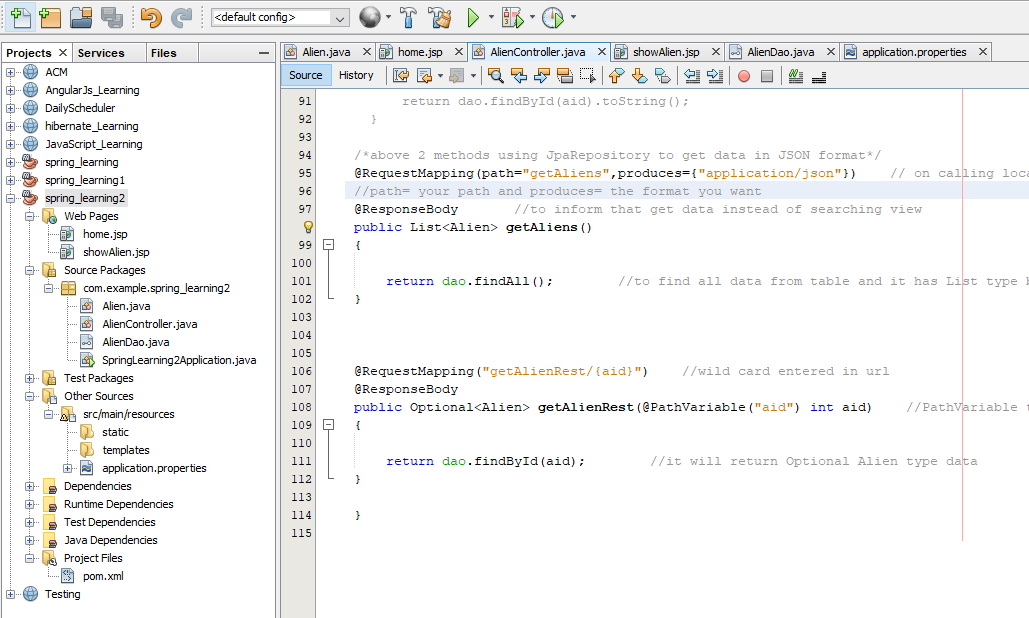 <default config>
Projects
Services
Files
ACM
AngularJs_Learning
DailyScheduler
hibernate_Learning
JavaScript_Learning
spring_learning
spring_learning1
spring_learning2
Web Pages
home.jsp
showAlien.jsp
Source Packages
com.example.spring_learning2
Alien.java
AlienController.java
AlienDao.java
SpringLearning2Application.java
Test Packages
Other Sources
src/main/resources
static
templates
application.properties
Dependencies
Runtime Dependencies
Test Dependencies
Java Dependencies
Project Files
pom.xml
Testing
Alien.java home.jsp AlienController.java showAlien.jsp AlienDao.java application.properties
Source History
91 return dao.findById(aid).toString();
92 }
93
94 /*above 2 methods using JpaRepository to get data in JSON format*/
95 @RequestMapping(path="getAliens",produces={"application/json"}) // on calling loca
96 //path= your path and produces= the format you want
97 @ResponseBody //to inform that get data instead of searching view
public List<Alien> getAliens()
99 {
100
101 return dao.findAll(); //to find all data from table and it has List type b
102 }
103
104
105
106 @RequestMapping("getAlienRest/{aid}") //wild card entered in url
107 @ResponseBody
108 public Optional<Alien> getAlienRest(@PathVariable("aid") int aid) //PathVariable t
109 {
110
111 return dao.findById(aid); //it will return Optional Alien type data
112 }
113
114 }
115